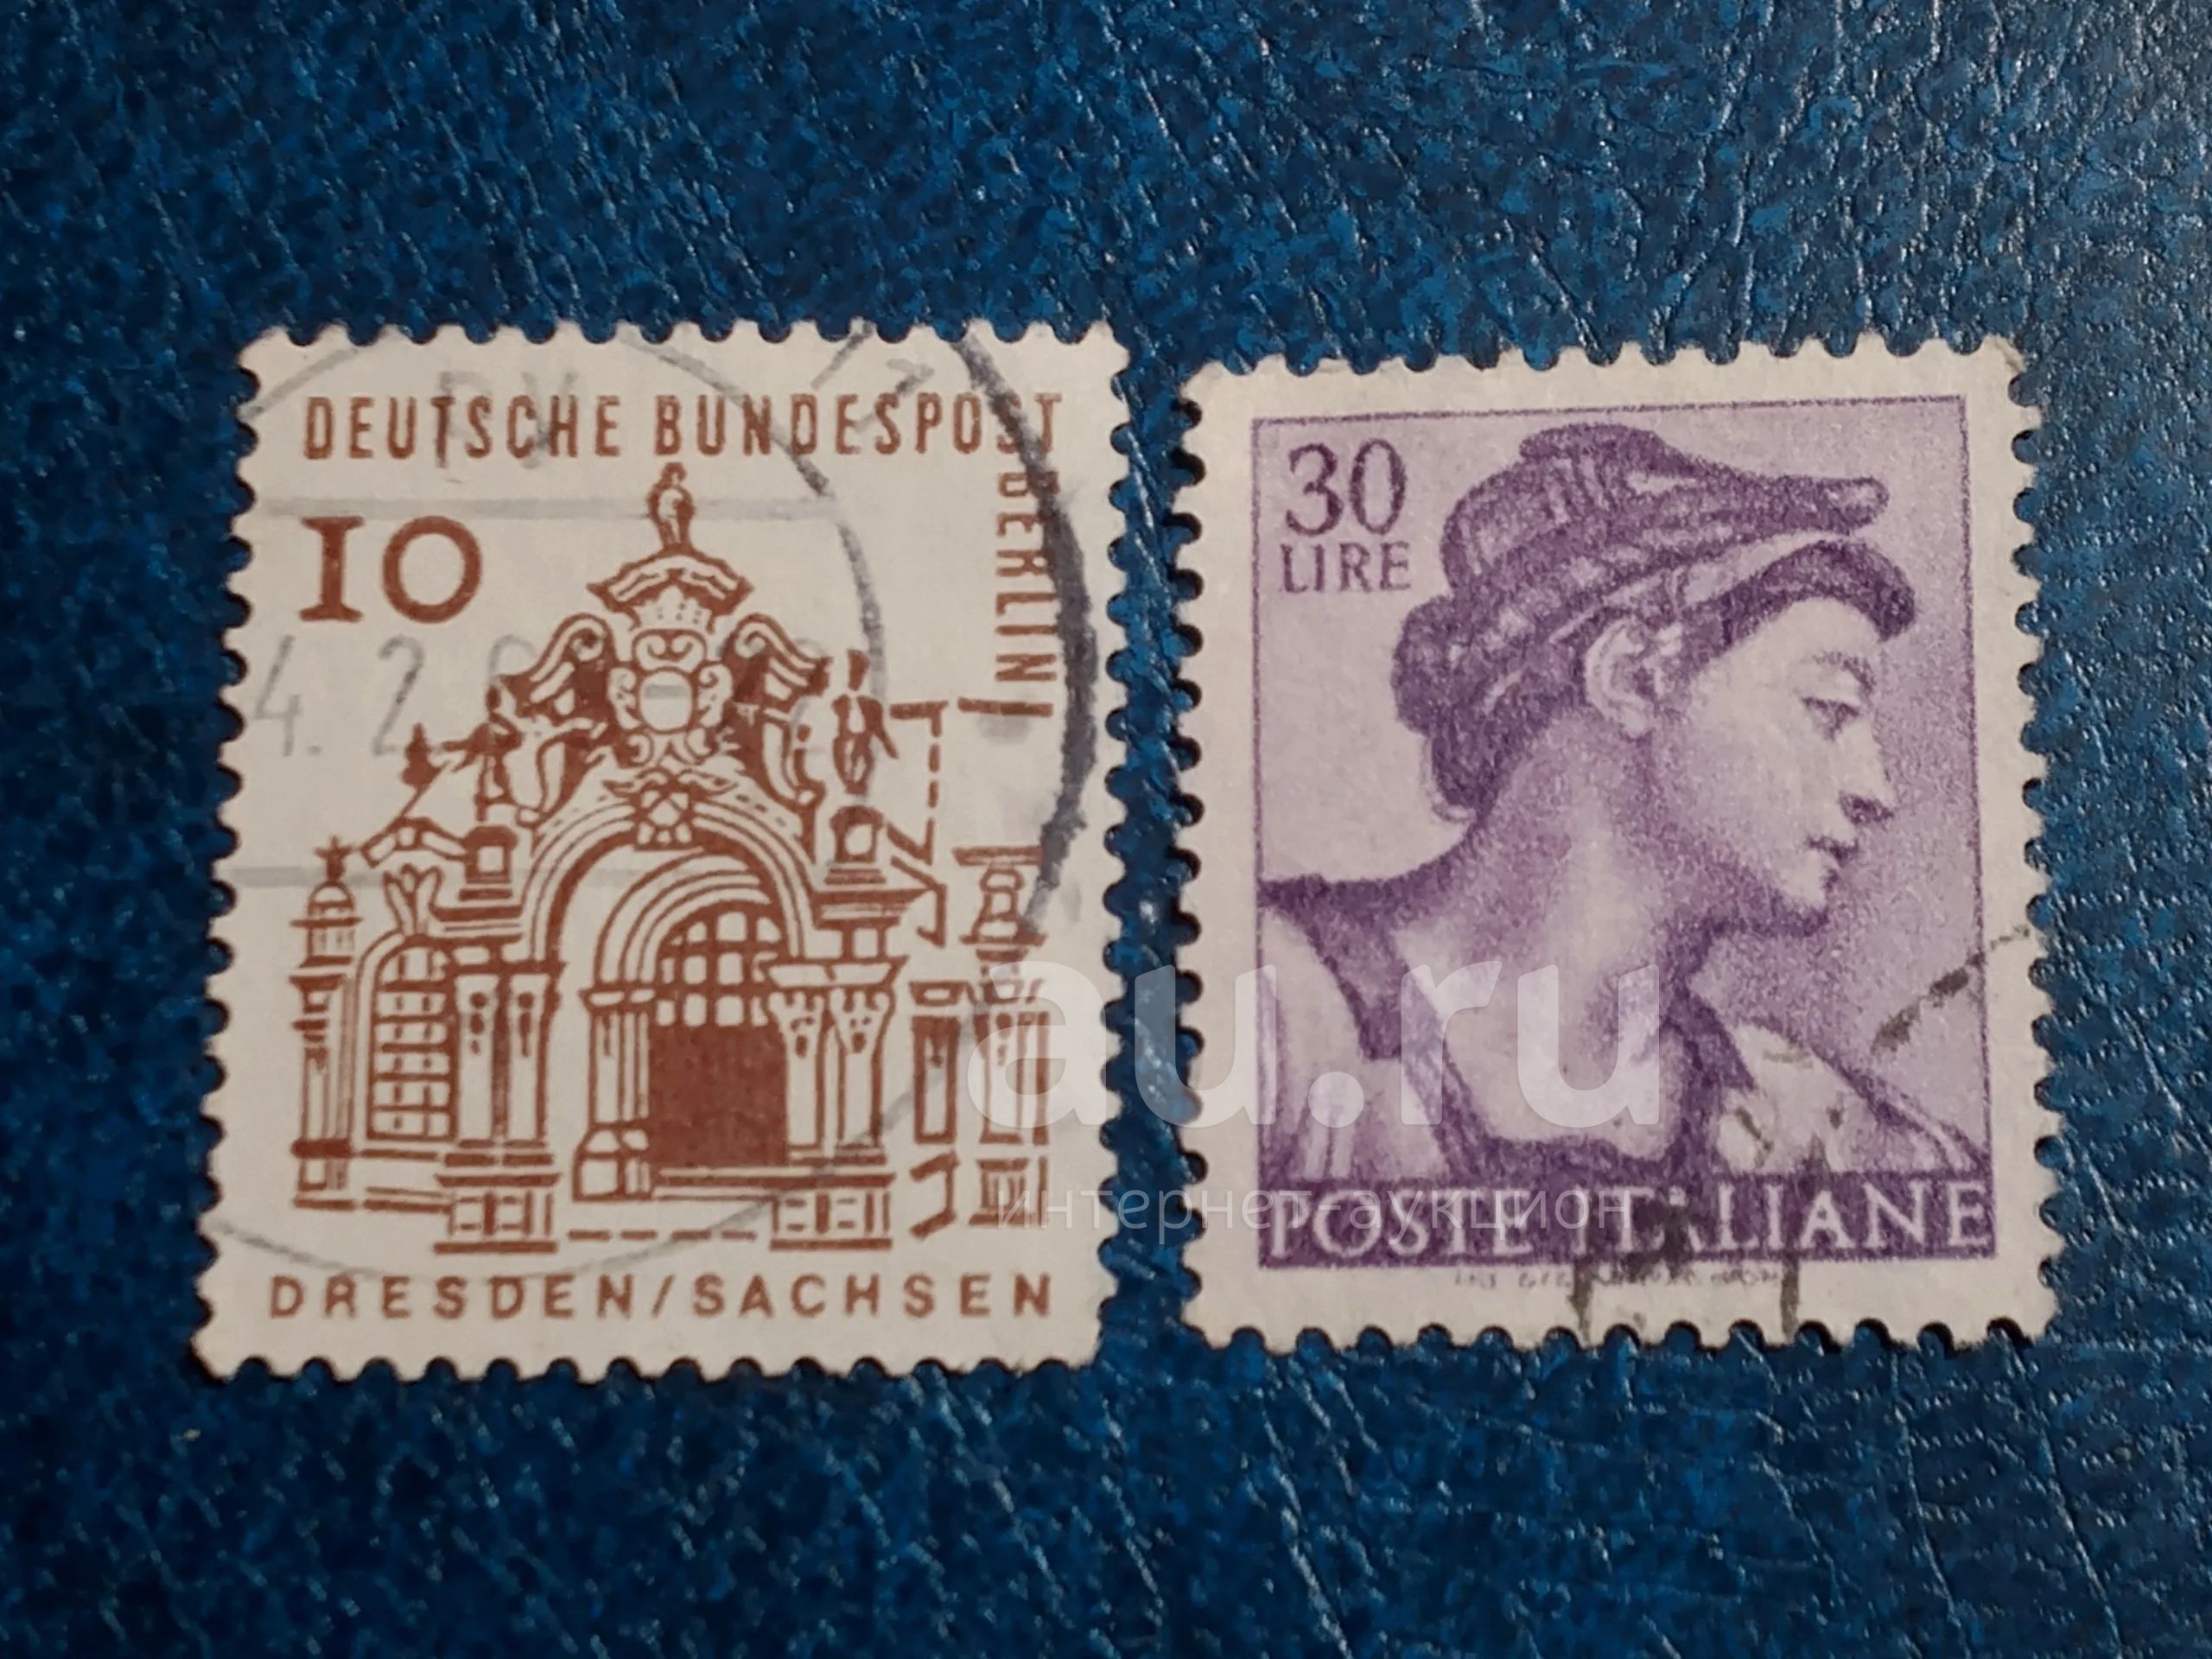 DEUTSCHE BUNDESPOST
BERLIN
10
DRESDEN/SACHSEN
30
LIRE
POSTE ITALIANE
au.ru
интернет-аукцион